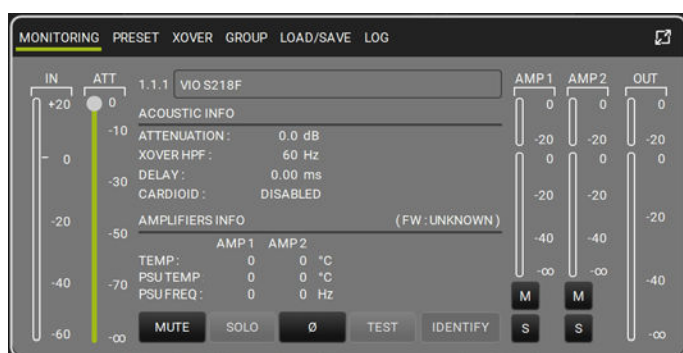 MONITORING PRESET XOVER GROUP LOAD/SAVE LOG
IN ATT 1.1.1 VIO S218F AMP 1 AMP 2 OUT
+20 0 0 0 0
ACOUSTIC INFO
-10 ATTENUATION : 0.0 dB -20 -20 -20
- 0 XOVER HPF : 60 Hz 0 0 0
-30 DELAY : 0.00 ms
CARDIOID : DISABLED -20 -20
-20 AMPLIFIERS INFO (FW : UNKNOWN) -20
-50 AMP 1 AMP 2 -40 -40
TEMP : 0 0 °C
-40 -70 PSU TEMP 0 0 °C -∞ -∞ -40
PSU FREQ : 0 0 Hz M M
-60 -∞ MUTE SOLO Ø TEST IDENTIFY S S -∞